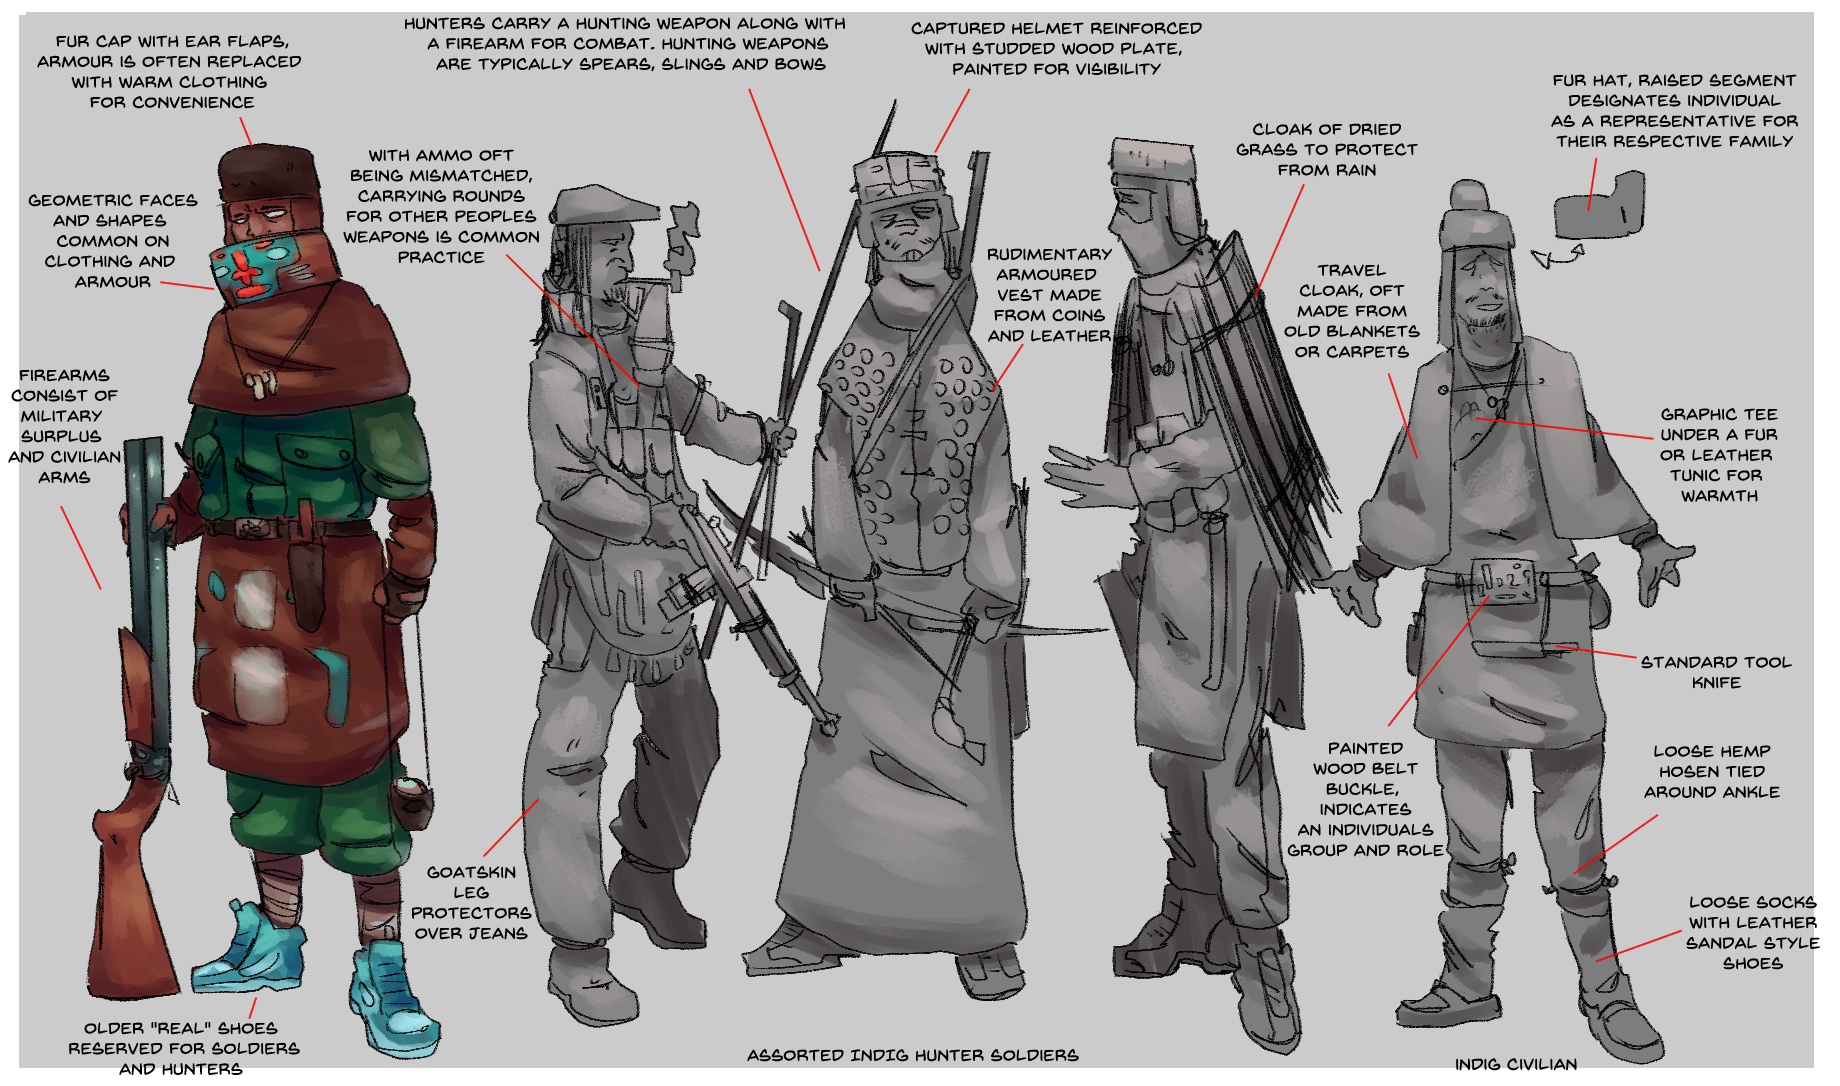 FUR CAP WITH EAR FLAPS,
ARMOUR IS OFTEN REPLACED
WITH WARM CLOTHING
FOR CONVENIENCE
HUNTERS CARRY A HUNTING WEAPON ALONG WITH
A FIREARM FOR COMBAT. HUNTING WEAPONS
ARE TYPICALLY SPEARS, SLINGS AND BOWS
CAPTURED HELMET REINFORCED
WITH STUDDED WOOD PLATE,
PAINTED FOR VISIBILITY
FUR HAT, RAISED SEGMENT
DESIGNATES INDIVIDUAL
AS A REPRESENTATIVE FOR
THEIR RESPECTIVE FAMILY
CLOAK OF DRIED
GRASS TO PROTECT
FROM RAIN
WITH AMMO OFT
BEING MISMATCHED,
CARRYING ROUNDS
FOR OTHER PEOPLES
WEAPONS IS COMMON
PRACTICE
GEOMETRIC FACES
AND SHAPES
COMMON ON
CLOTHING AND
ARMOUR
RUDIMENTARY
ARMOURED
VEST MADE
FROM COINS
AND LEATHER
TRAVEL
CLOAK, OFT
MADE FROM
OLD BLANKETS
OR CARPETS
FIREARMS
CONSIST OF
MILITARY
SURPLUS
AND CIVILIAN
ARMS
GRAPHIC TEE
UNDER A FUR
OR LEATHER
TUNIC FOR
WARMTH
STANDARD TOOL
KNIFE
PAINTED
WOOD BELT
BUCKLE,
INDICATES
AN INDIVIDUALS
GROUP AND ROLE
LOOSE HEMP
HOSEN TIED
AROUND ANKLE
GOATSKIN
LEG
PROTECTORS
OVER JEANS
LOOSE SOCKS
WITH LEATHER
SANDAL STYLE
SHOES
OLDER "REAL" SHOES
RESERVED FOR SOLDIERS
AND HUNTERS
ASSORTED INDIG HUNTER SOLDIERS
INDIG CIVILIAN